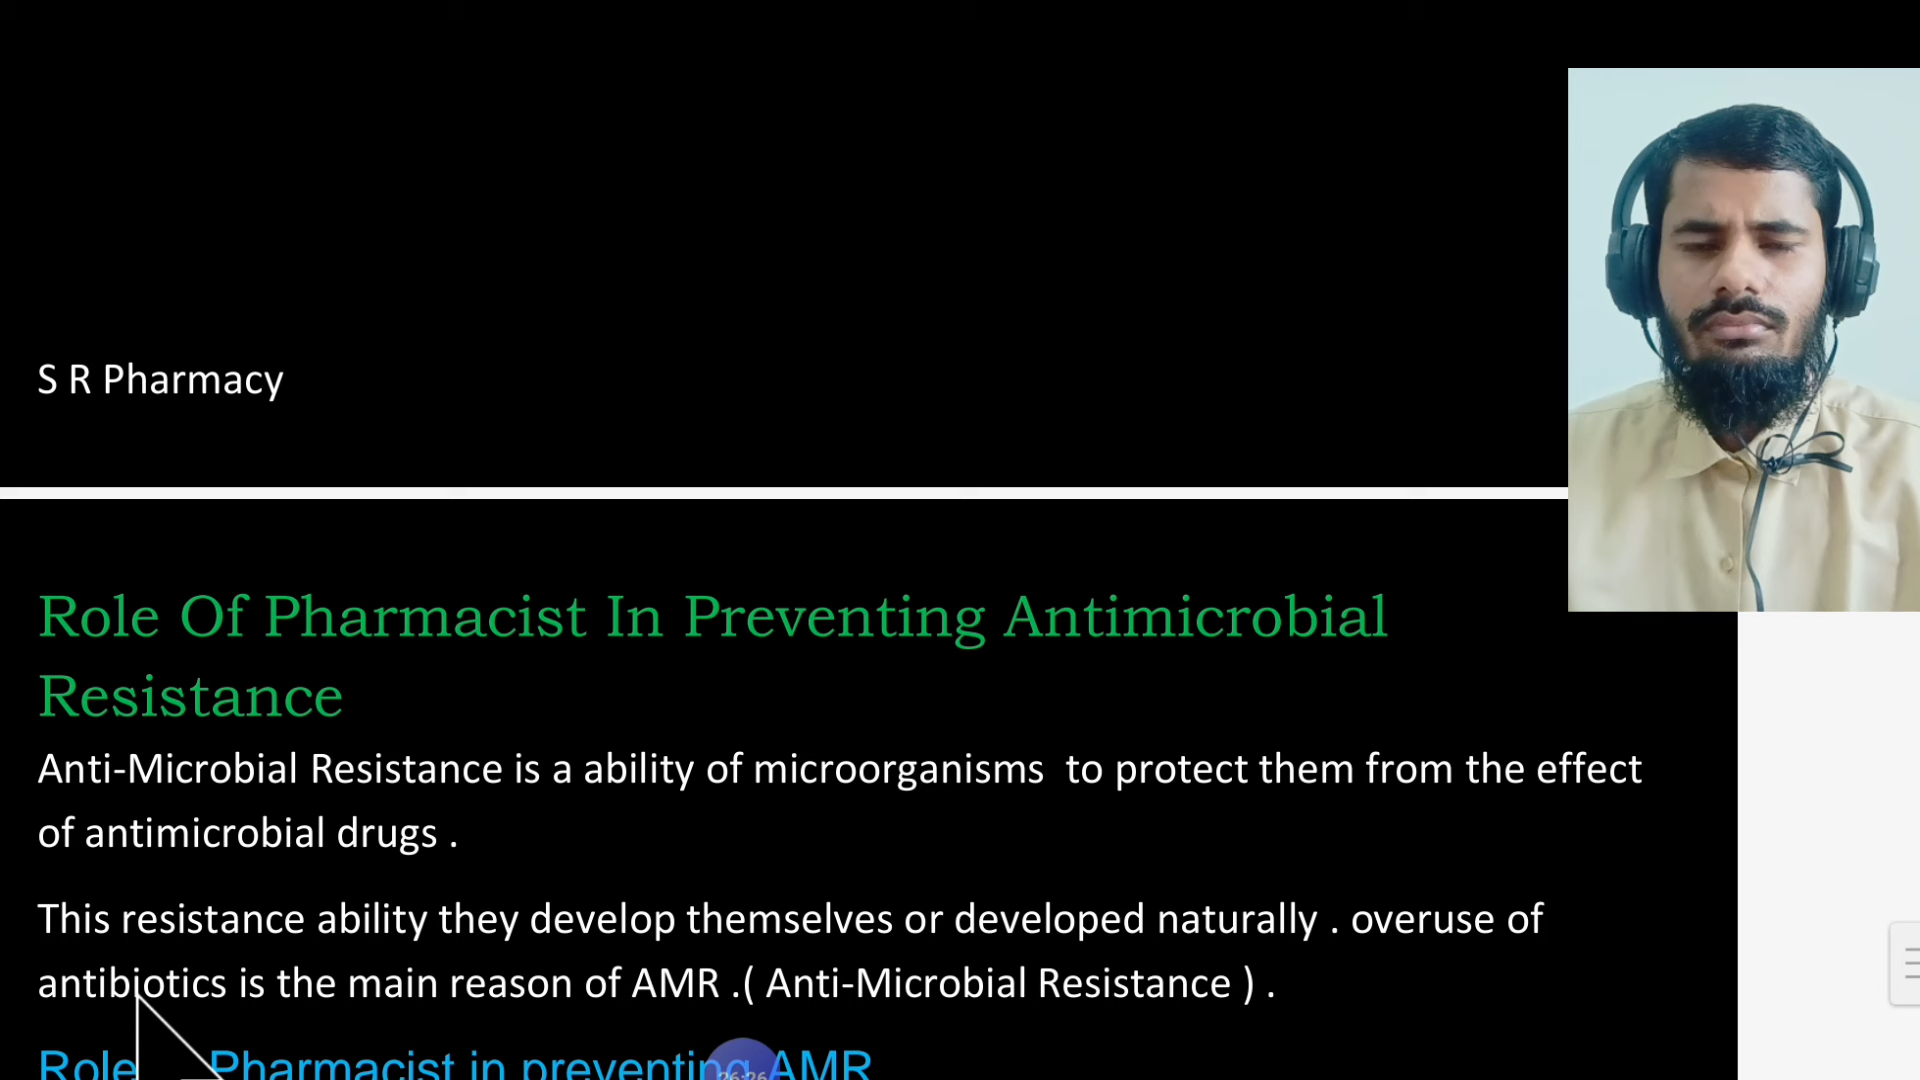 S R Pharmacy
Role Of Pharmacist In Preventing Antimicrobial
Resistance
Anti-Microbial Resistance is a ability of microorganisms to protect them from the effect
of antimicrobial drugs .
This resistance ability they develop themselves or developed naturally . overuse of
antibiotics is the main reason of AMR .( Anti-Microbial Resistance ) .
Role Pharmacist in preventing AMR
26:26